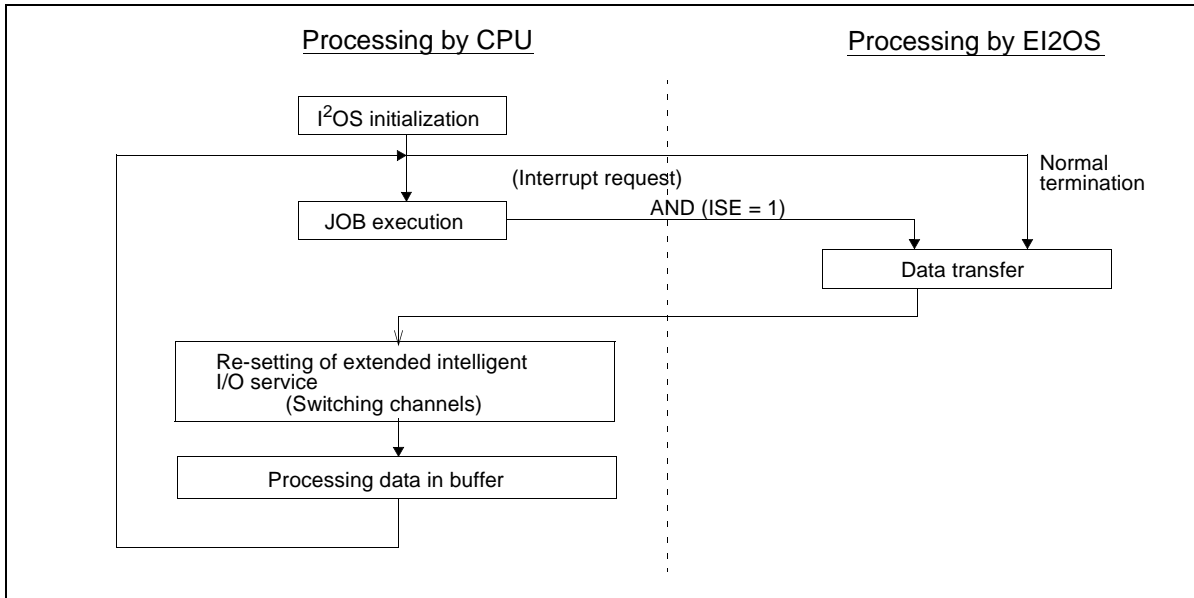 Processing by CPU
Processing by EI2OS
I²OS initialization
Normal
termination
(Interrupt request)
AND (ISE = 1)
JOB execution
Data transfer
Re-setting of extended intelligent
I/O service
(Switching channels)
Processing data in buffer